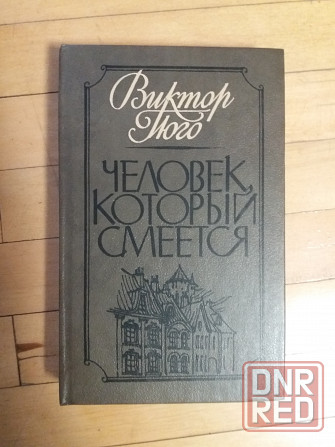 Виктор
Гюго
ЧЕЛОВЕК,
КОТОРЫЙ
СМЕЕТСЯ
DNR
RED